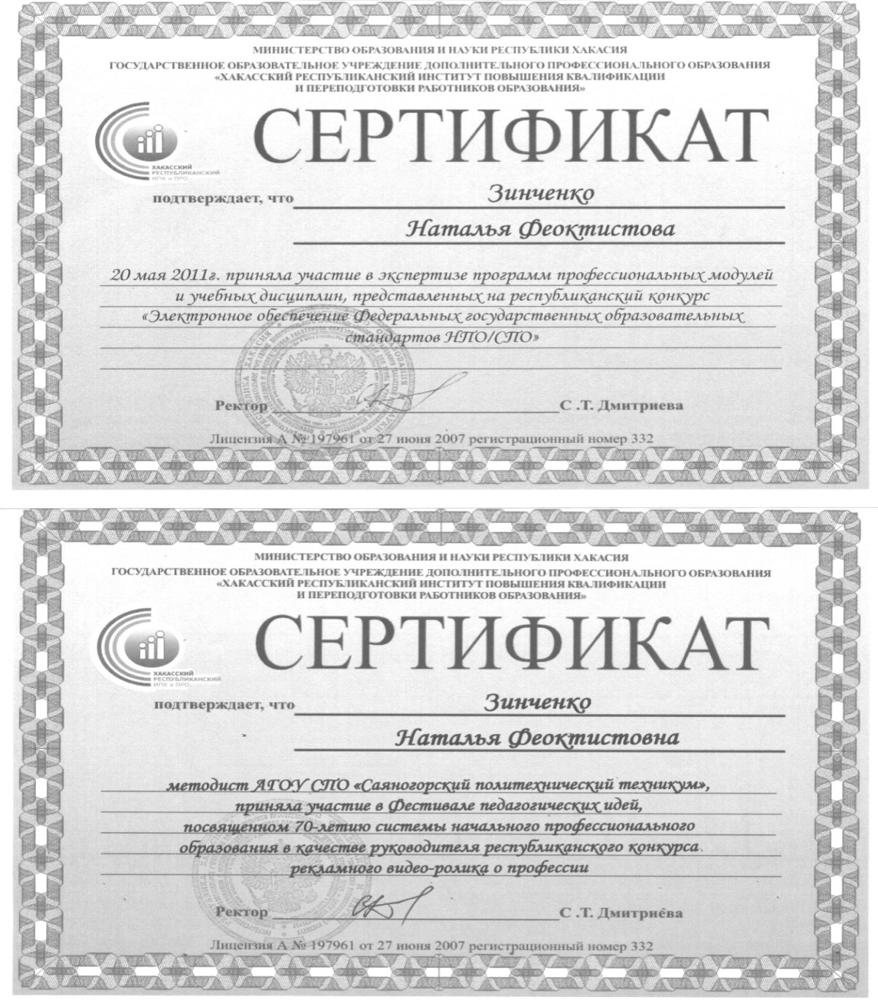 МИНИСТЕРСТВО ОБРАЗОВАНИЯ И НАУКИ РЕСПУБЛИКИ ХАКАСИЯ
ГОСУДАРСТВЕННОЕ ОБРАЗОВАТЕЛЬНОЕ УЧРЕЖДЕНИЕ ДОПОЛНИТЕЛЬНОГО ПРОФЕССИОНАЛЬНОГО ОБРАЗОВАНИЯ
«ХАКАССКИЙ РЕСПУБЛИКАНСКИЙ ИНСТИТУТ ПОВЫШЕНИЯ КВАЛИФИКАЦИИ
И ПЕРЕПОДГОТОВКИ РАБОТНИКОВ ОБРАЗОВАНИЯ»
СЕРТИФИКАТ
ХАКАССКИЙ
РЕСПУБЛИКАНСКИЙ
ИПК и ПРО
подтверждает, что Зинченко
Наталья Феоктистова
20 мая 2011г. приняла участие в экспертизе программ профессиональных модулей
и учебных дисциплин, представленных на республиканский конкурс
«Электронное обеспечение Федеральных государственных образовательных
стандартов НПО/СПО»
Ректор С .Т. Дмитриева
Лицензия А № 197961 от 27 июня 2007 регистрационный номер 332
МИНИСТЕРСТВО ОБРАЗОВАНИЯ И НАУКИ РЕСПУБЛИКИ ХАКАСИЯ
ГОСУДАРСТВЕННОЕ ОБРАЗОВАТЕЛЬНОЕ УЧРЕЖДЕНИЕ ДОПОЛНИТЕЛЬНОГО ПРОФЕССИОНАЛЬНОГО ОБРАЗОВАНИЯ
«ХАКАССКИЙ РЕСПУБЛИКАНСКИЙ ИНСТИТУТ ПОВЫШЕНИЯ КВАЛИФИКАЦИИ
И ПЕРЕПОДГОТОВКИ РАБОТНИКОВ ОБРАЗОВАНИЯ»
СЕРТИФИКАТ
ХАКАССКИЙ
РЕСПУБЛИКАНСКИЙ
ИПК и ПРО
подтверждает, что Зинченко
Наталья Феоктистовна
методист АГОУ СПО «Саяногорский политехнический техникум»,
приняла участие в Фестивале педагогических идей,
посвященном 70-летию системы начального профессионального
образования в качестве руководителя республиканского конкурса
рекламного видео-ролика о профессии
Ректор С .Т. Дмитриева
Лицензия А № 197961 от 27 июня 2007 регистрационный номер 332